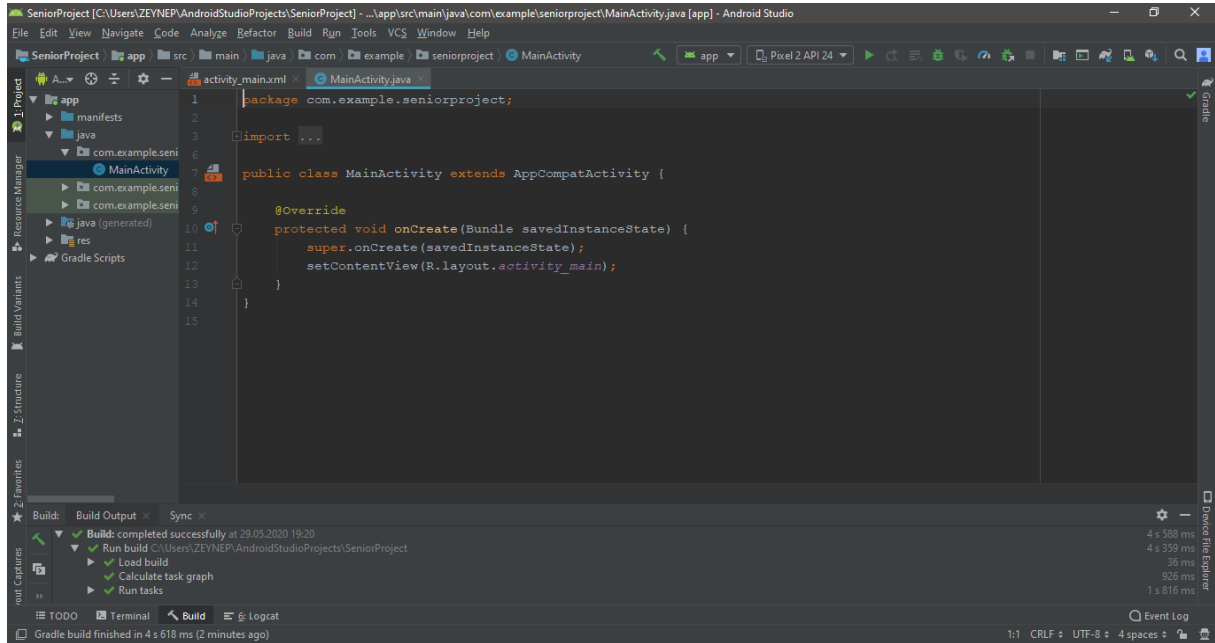 SeniorProject [C:\Users\ZEYNEP\AndroidStudioProjects\SeniorProject] - ...\app\src\main\java\com\example\seniorproject\MainActivity.java [app] - Android Studio
File Edit View Navigate Code Analyze Refactor Build Run Tools VCS Window Help
SeniorProject app src main java com example seniorproject MainActivity app Pixel 2 API 24
A... activity_main.xml MainActivity.java
1: Project
Resource Manager
Build Variants
7: Structure
2: Favorites
out Captures
app
manifests
java
com.example.seni
MainActivity
com.example.seni
com.example.seni
java (generated)
res
Gradle Scripts
1 package com.example.seniorproject;
2
3 import ...
6
7 public class MainActivity extends AppCompatActivity {
8
9 @Override
10 protected void onCreate(Bundle savedInstanceState) {
11 super.onCreate(savedInstanceState);
12 setContentView(R.layout.activity_main);
13 }
14 }
15
Gradle
Device File Explorer
Build: Build Output Sync
Build: completed successfully at 29.05.2020 19:20 4 s 588 ms
Run build C:\Users\ZEYNEP\AndroidStudioProjects\SeniorProject 4 s 359 ms
Load build 36 ms
Calculate task graph 926 ms
Run tasks 1 s 816 ms
TODO Terminal Build 6: Logcat Event Log
Gradle build finished in 4 s 618 ms (2 minutes ago) 1:1 CRLF UTF-8 4 spaces